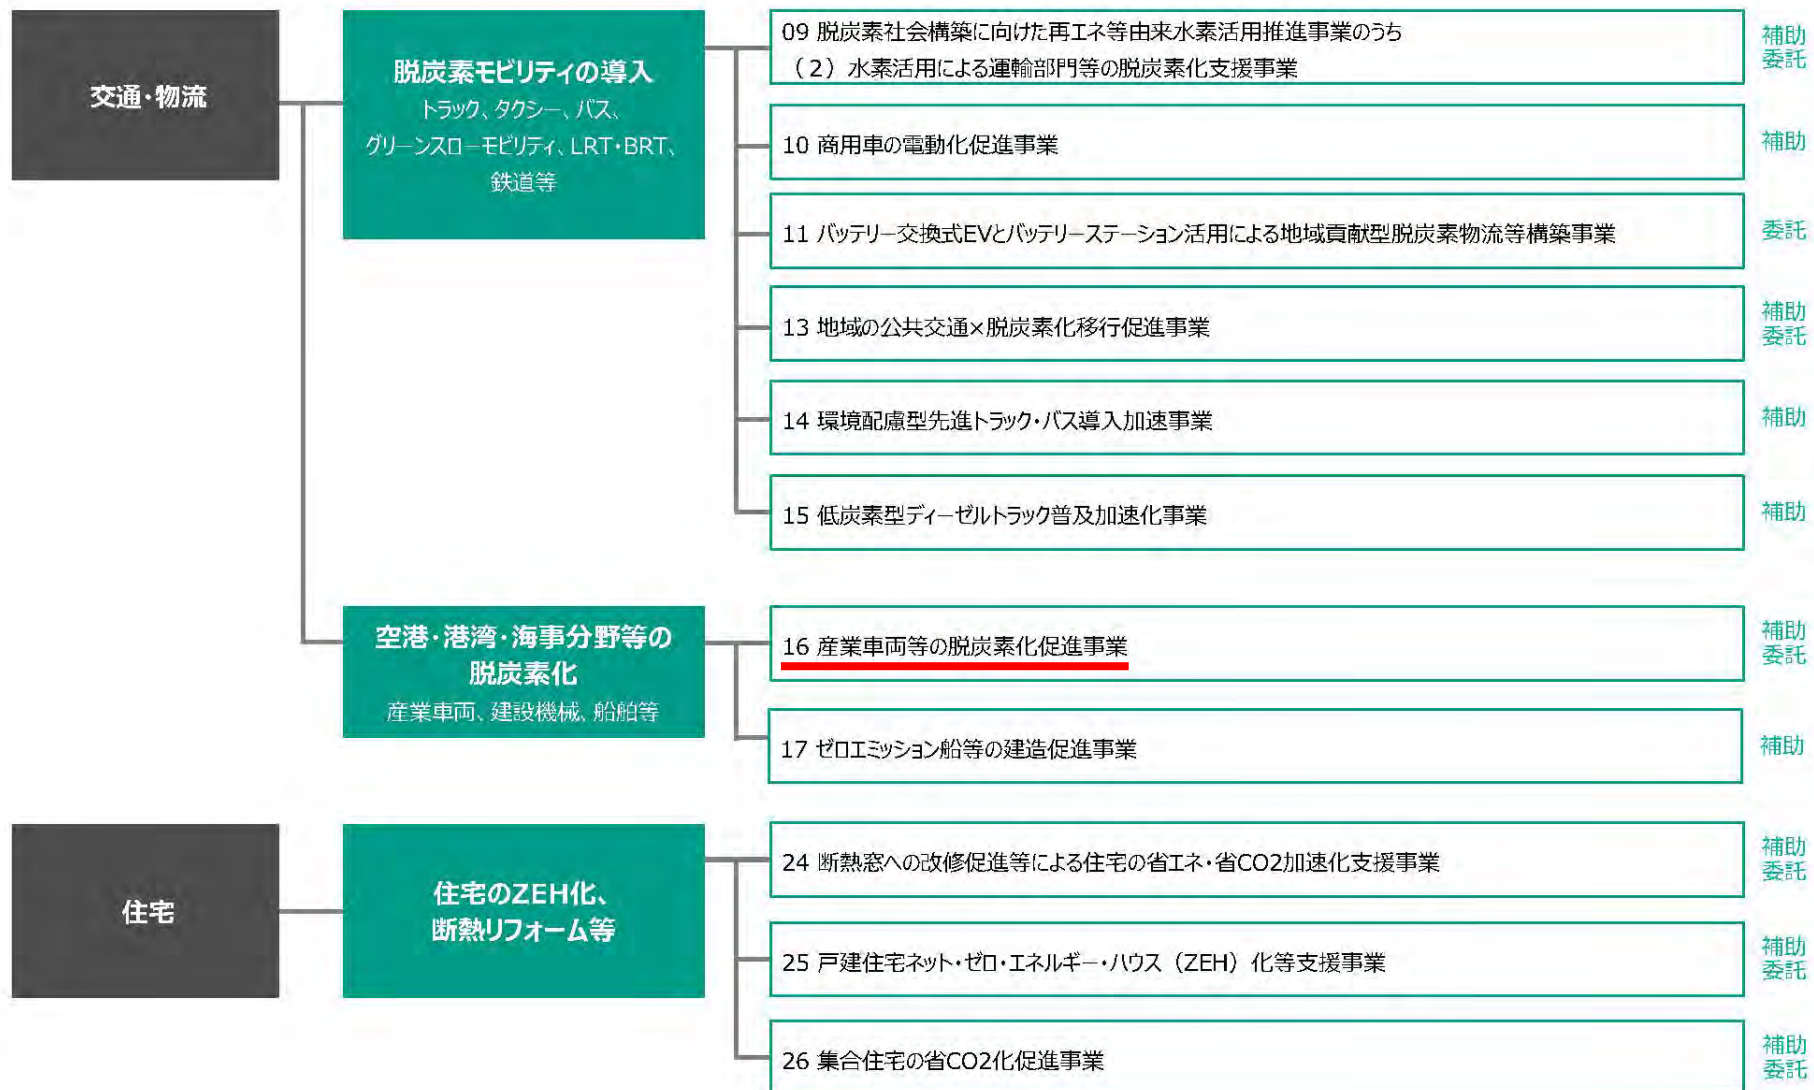 交通・物流
脱炭素モビリティの導入
トラック、タクシー、バス、
グリーンスローモビリティ、LRT・BRT、
鉄道等
09 脱炭素社会構築に向けた再エネ等由来水素活用推進事業のうち
（2）水素活用による運輸部門等の脱炭素化支援事業
補助
委託
10 商用車の電動化促進事業
補助
11 バッテリー交換式EVとバッテリーステーション活用による地域貢献型脱炭素物流等構築事業
委託
13 地域の公共交通×脱炭素化移行促進事業
補助
委託
14 環境配慮型先進トラック・バス導入加速事業
補助
15 低炭素型ディーゼルトラック普及加速化事業
補助
空港・港湾・海事分野等の
脱炭素化
産業車両、建設機械、船舶等
16 産業車両等の脱炭素化促進事業
補助
委託
17 ゼロエミッション船等の建造促進事業
補助
住宅
住宅のZEH化、
断熱リフォーム等
24 断熱窓への改修促進等による住宅の省エネ・省CO2加速化支援事業
補助
委託
25 戸建住宅ネット・ゼロ・エネルギー・ハウス（ZEH）化等支援事業
補助
委託
26 集合住宅の省CO2化促進事業
補助
委託